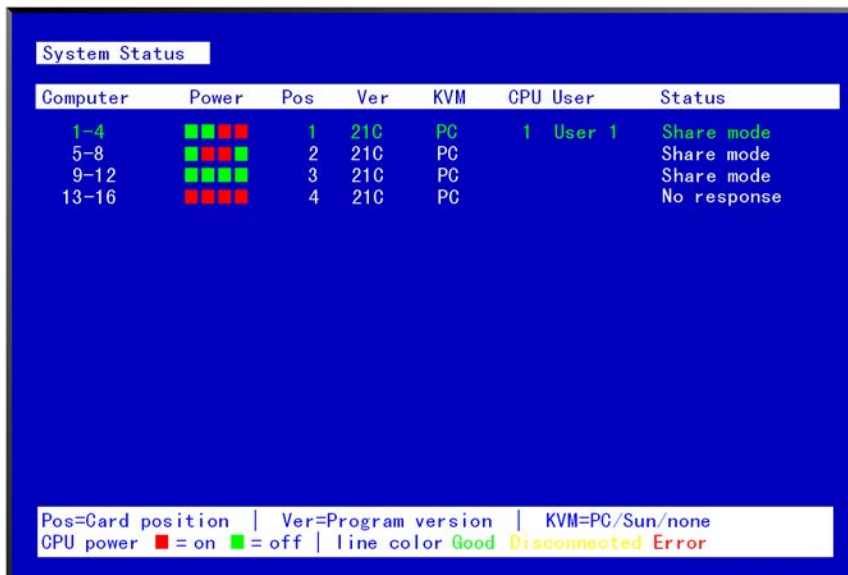 System Status
Computer Power Pos Ver KVM CPU User Status
1-4 1 21C PC 1 User 1 Share mode
5-8 2 21C PC Share mode
9-12 3 21C PC Share mode
13-16 4 21C PC No response
Pos=Card position | Ver=Program version | KVM=PC/Sun/none
CPU power = on = off | line color Good Disconnected Error